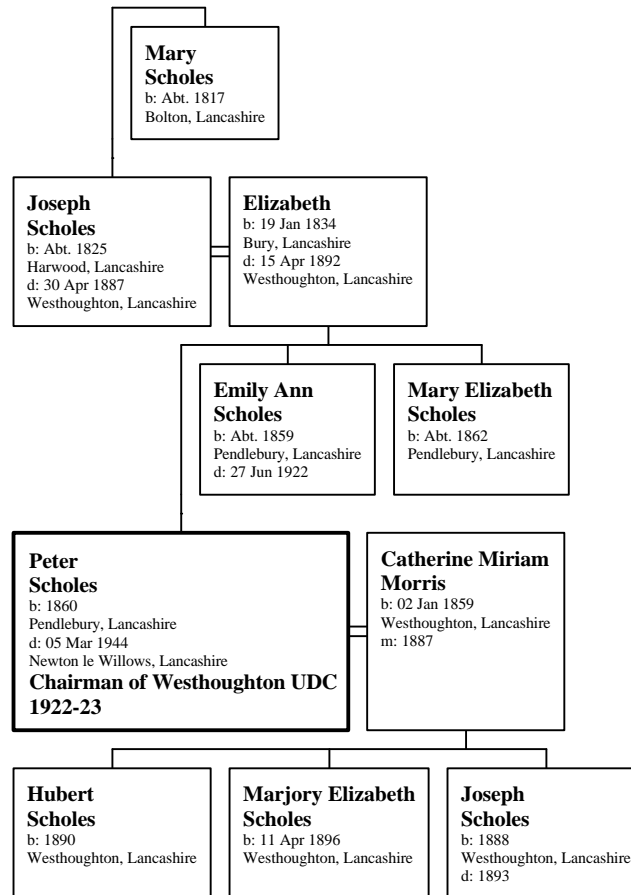 Mary
Scholes
b: Abt. 1817
Bolton, Lancashire
Joseph
Scholes
b: Abt. 1825
Harwood, Lancashire
d: 30 Apr 1887
Westhoughton, Lancashire
Elizabeth
b: 19 Jan 1834
Bury, Lancashire
d: 15 Apr 1892
Westhoughton, Lancashire
Emily Ann
Scholes
b: Abt. 1859
Pendlebury, Lancashire
d: 27 Jun 1922
Mary Elizabeth
Scholes
b: Abt. 1862
Pendlebury, Lancashire
Peter
Scholes
b: 1860
Pendlebury, Lancashire
d: 05 Mar 1944
Newton le Willows, Lancashire
Chairman of Westhoughton UDC
1922-23
Catherine Miriam
Morris
b: 02 Jan 1859
Westhoughton, Lancashire
m: 1887
Hubert
Scholes
b: 1890
Westhoughton, Lancashire
Marjory Elizabeth
Scholes
b: 11 Apr 1896
Westhoughton, Lancashire
Joseph
Scholes
b: 1888
Westhoughton, Lancashire
d: 1893